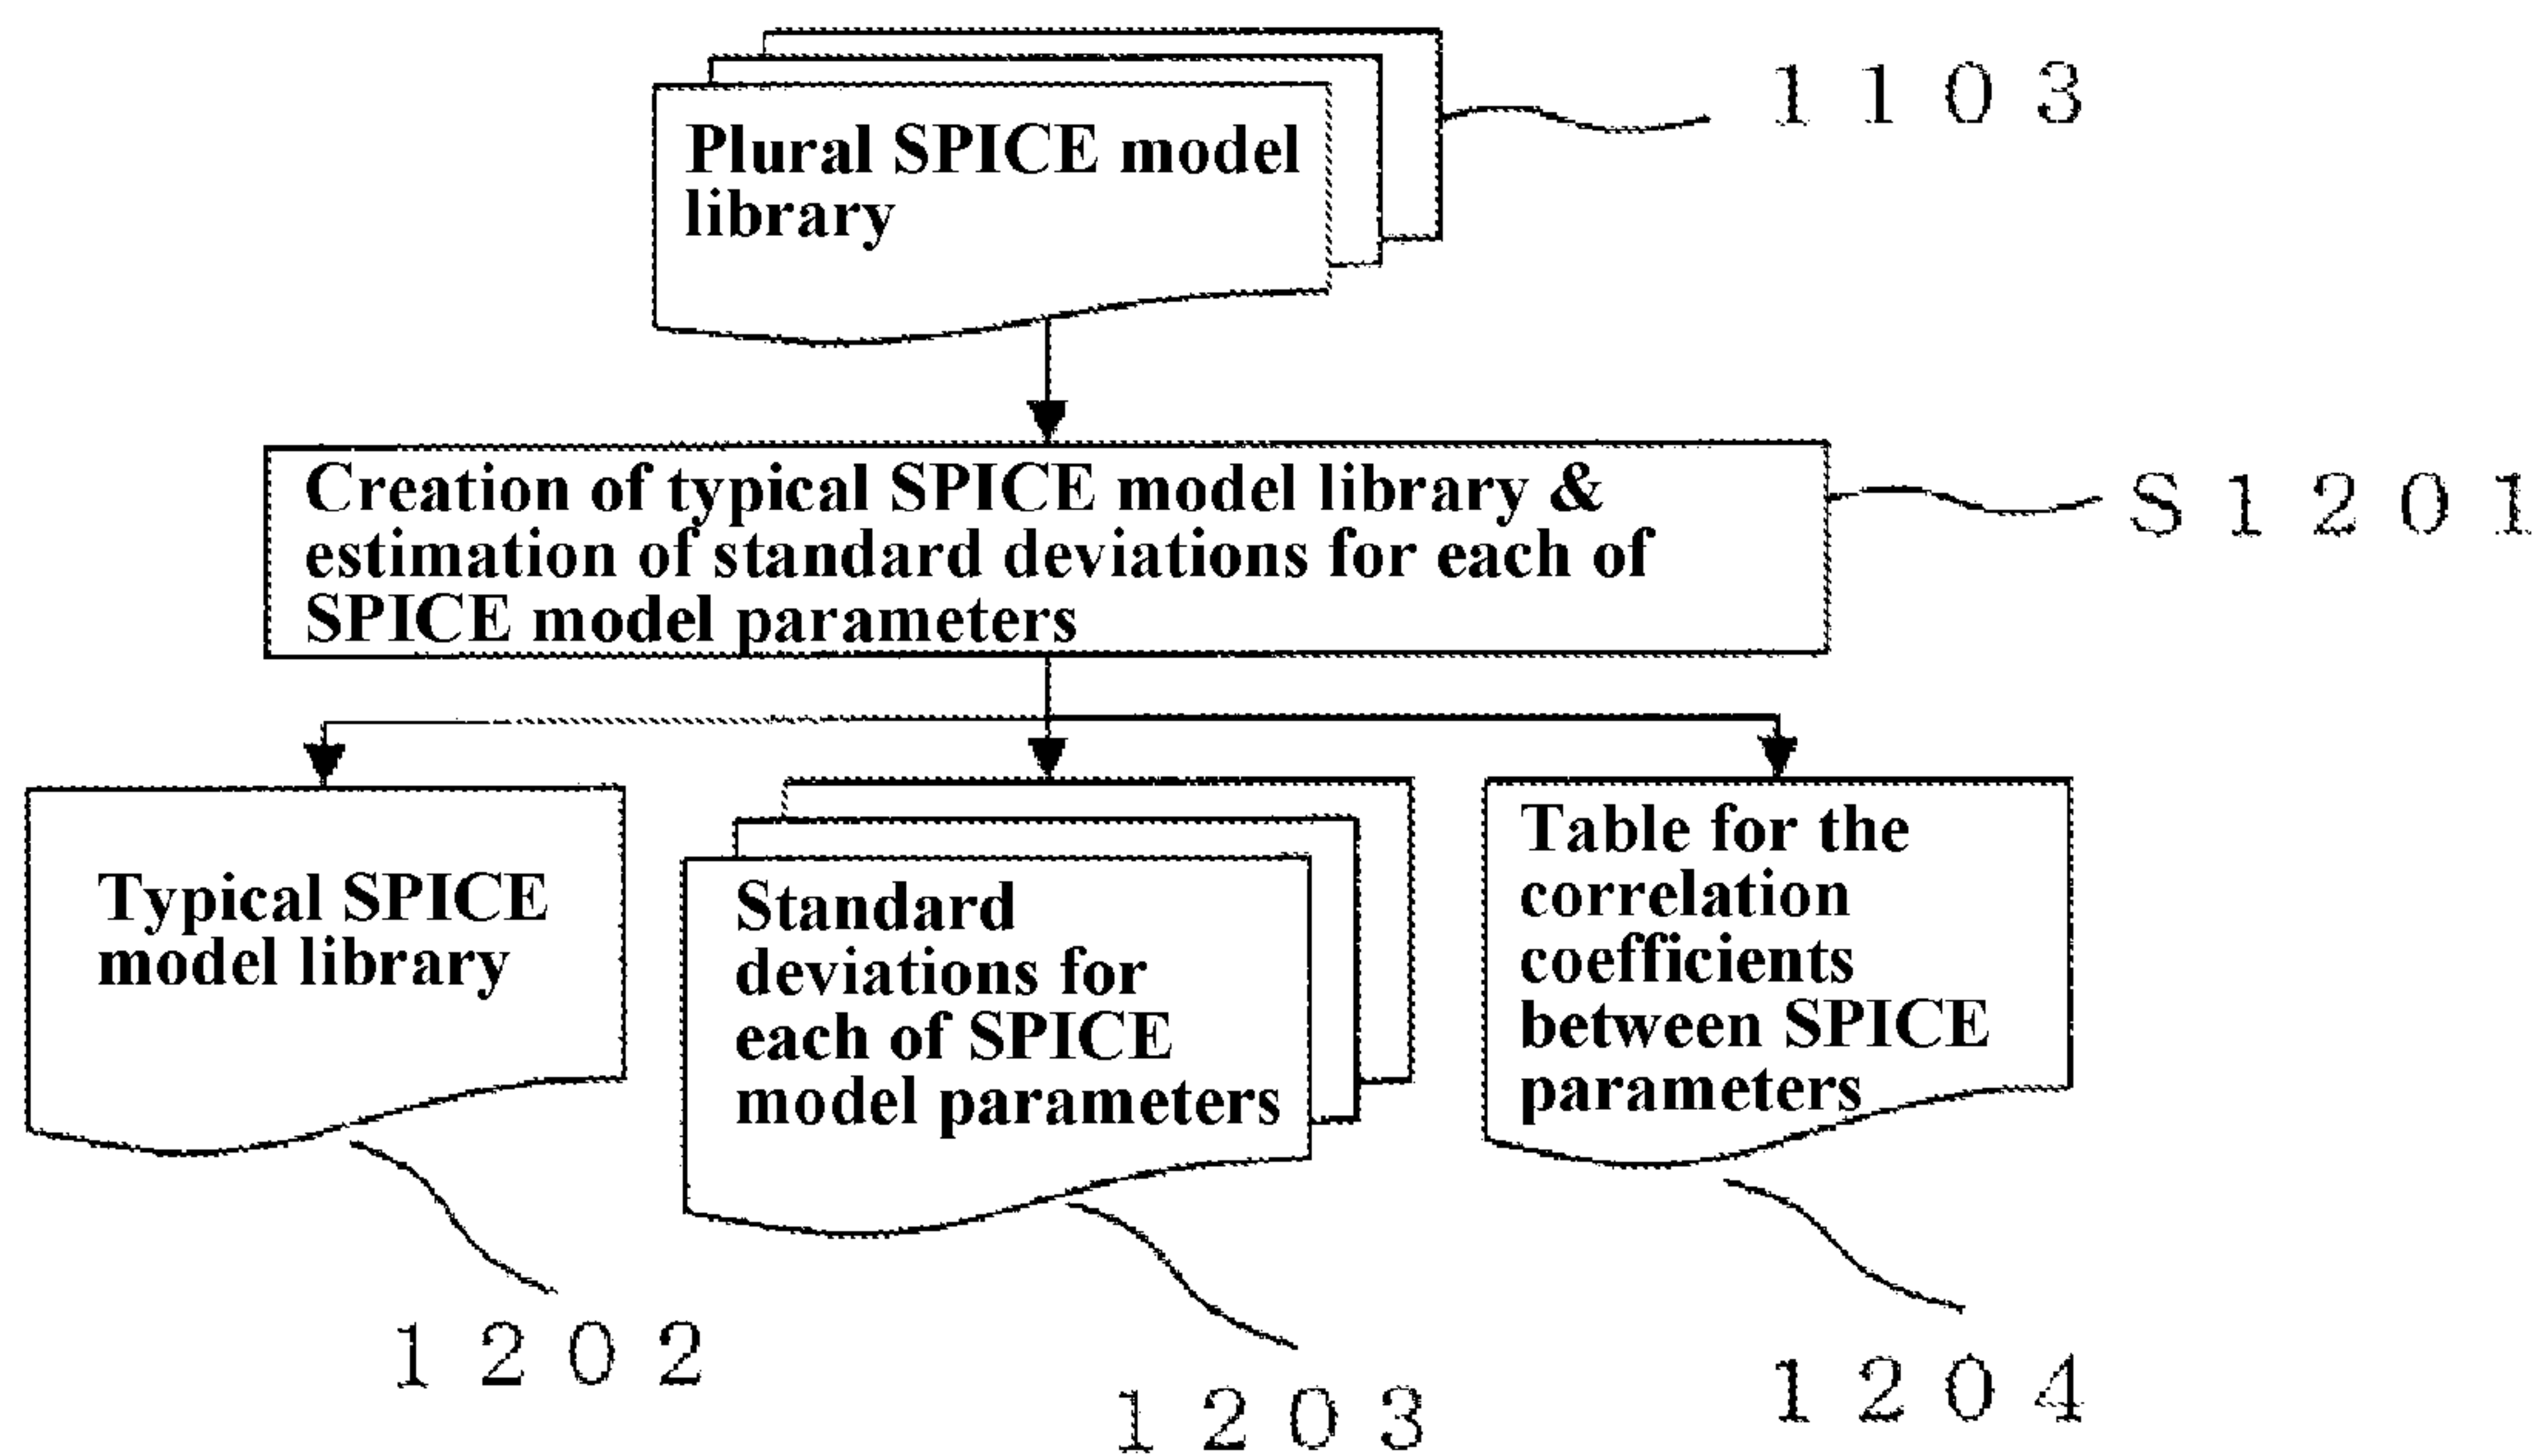 Plural SPICE model
library
1103
Creation of typical SPICE model library &
estimation of standard deviations for each of
SPICE model parameters
S1201
Typical SPICE
model library
Standard
deviations for
each of SPICE
model parameters
Table for the
correlation
coefficients
between SPICE
parameters
1202
1203
1204